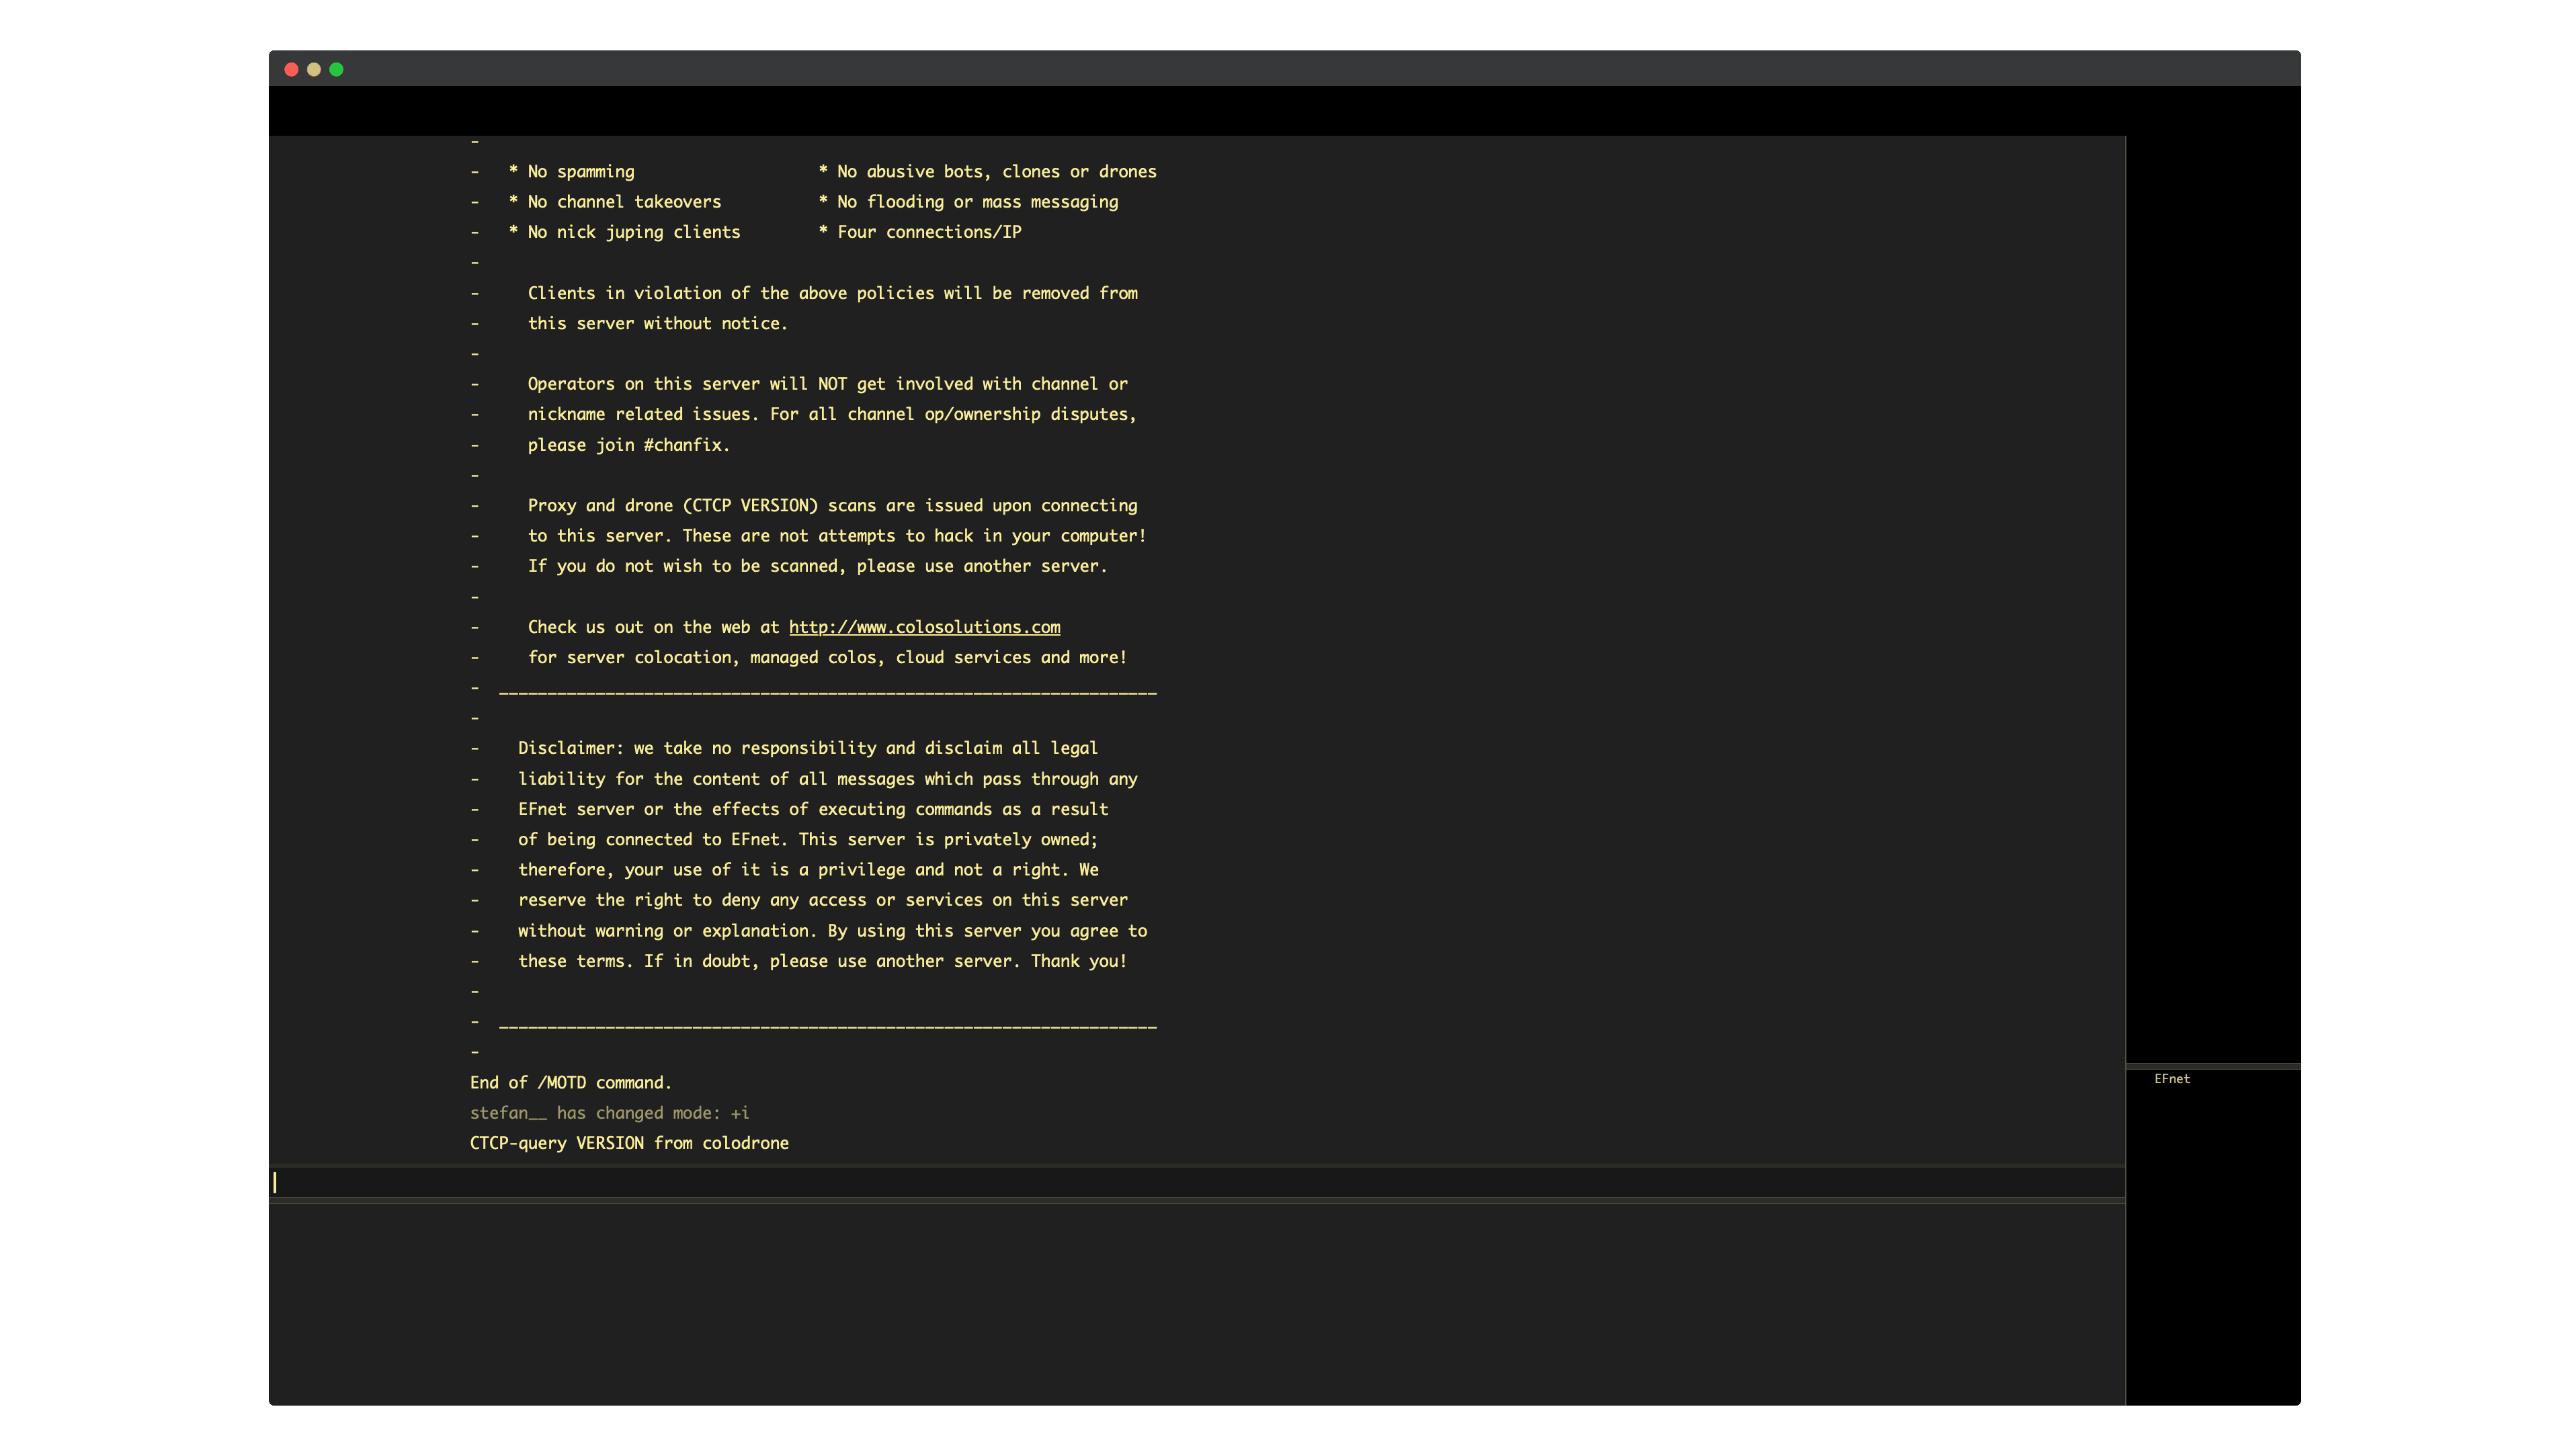 -
-   * No spamming                   * No abusive bots, clones or drones
-   * No channel takeovers          * No flooding or mass messaging
-   * No nick juping clients        * Four connections/IP
-
-     Clients in violation of the above policies will be removed from
-     this server without notice.
-
-     Operators on this server will NOT get involved with channel or
-     nickname related issues. For all channel op/ownership disputes,
-     please join #chanfix.
-
-     Proxy and drone (CTCP VERSION) scans are issued upon connecting
-     to this server. These are not attempts to hack in your computer!
-     If you do not wish to be scanned, please use another server.
-
-     Check us out on the web at http://www.colosolutions.com
-     for server colocation, managed colos, cloud services and more!
-  ____________________________________________________________________
-
-    Disclaimer: we take no responsibility and disclaim all legal
-    liability for the content of all messages which pass through any
-    EFnet server or the effects of executing commands as a result
-    of being connected to EFnet. This server is privately owned;
-    therefore, your use of it is a privilege and not a right. We
-    reserve the right to deny any access or services on this server
-    without warning or explanation. By using this server you agree to
-    these terms. If in doubt, please use another server. Thank you!
-
-  ____________________________________________________________________
-
End of /MOTD command.
stefan__ has changed mode: +i
CTCP-query VERSION from colodrone
EFnet